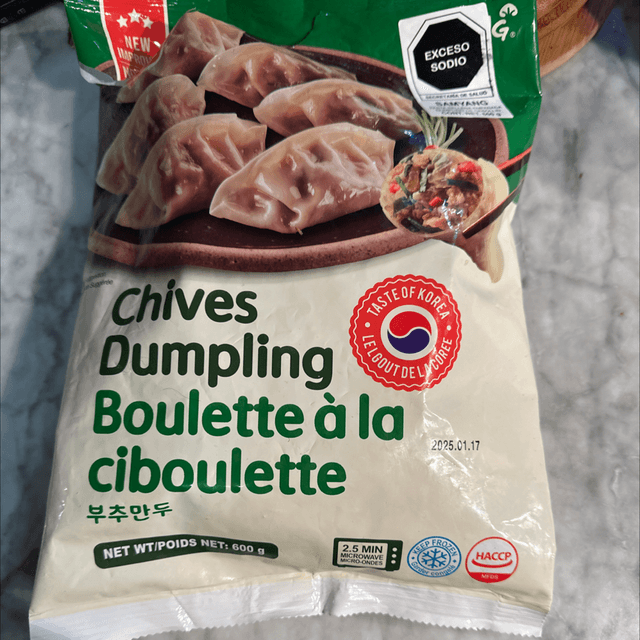 NEW
EXCESO
SODIO
SECRETARÍA DE SALUD
SAMYANG
G
TASTE OF KOREA
LE GOUT DE LA CORÉE
Chives
Dumpling
Boulette à la
ciboulette
2025.01.17
부추만두
NET WT/POIDS NET: 600 g
2.5 MIN
MICROWAVE
MICRO-ONDES
KEEP FROZEN
HACCP
MFDS